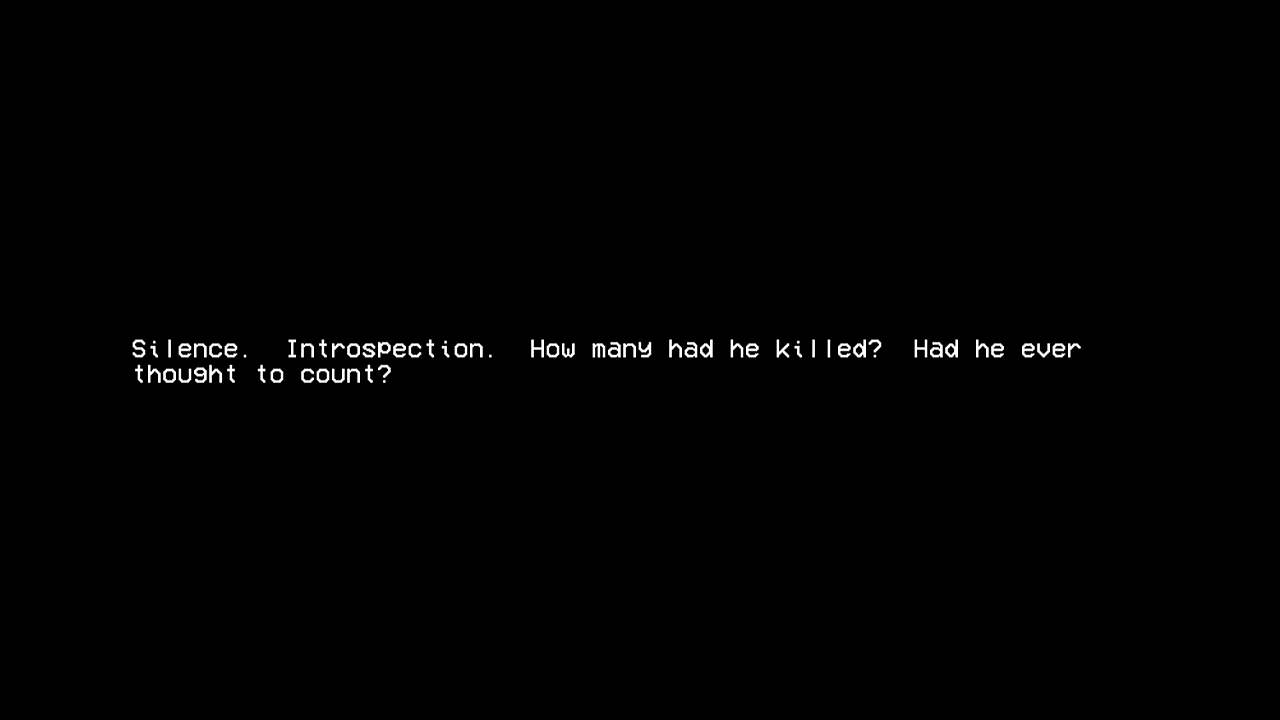 Silence.  Introspection.  How many had he killed?  Had he ever
thought to count?